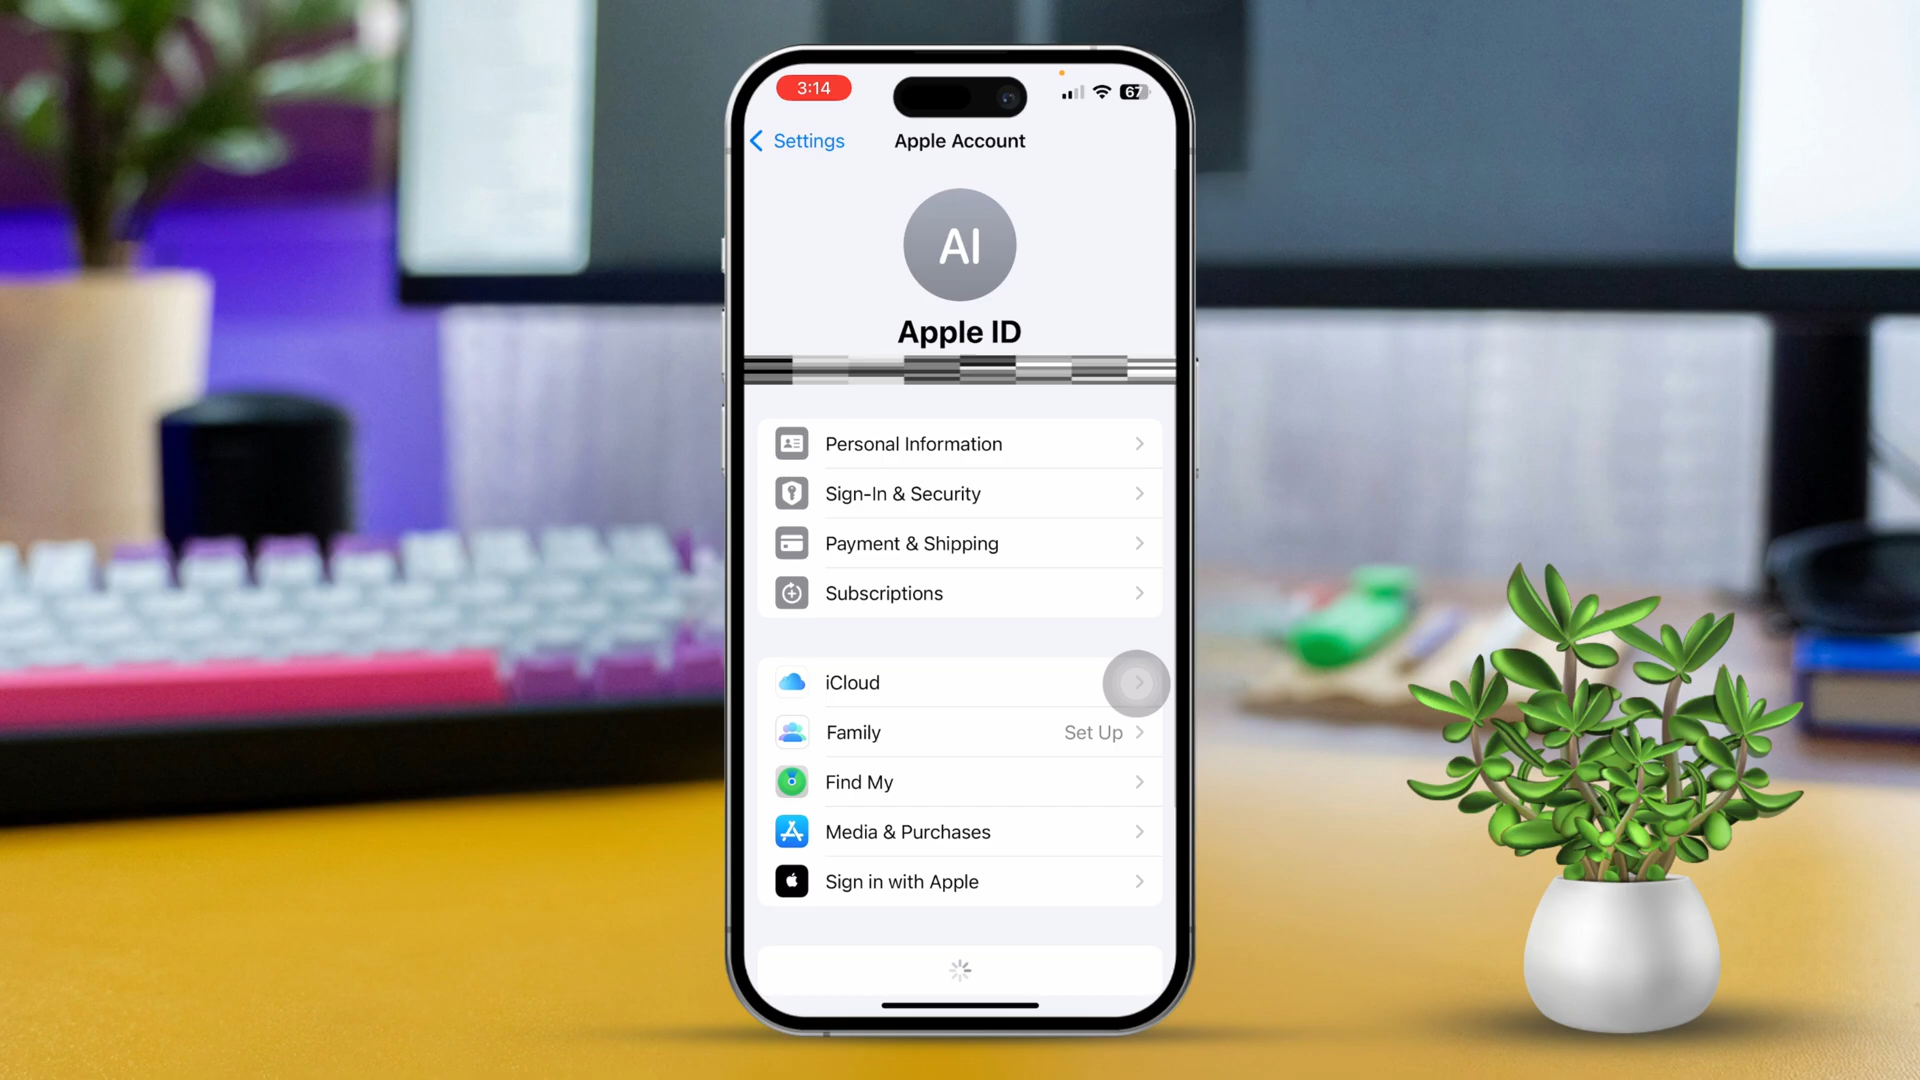 3:14
67
Settings
Apple Account
AI
Apple ID
Personal Information
Sign-In & Security
Payment & Shipping
Subscriptions
iCloud
Family
Set Up
Find My
Media & Purchases
Sign in with Apple